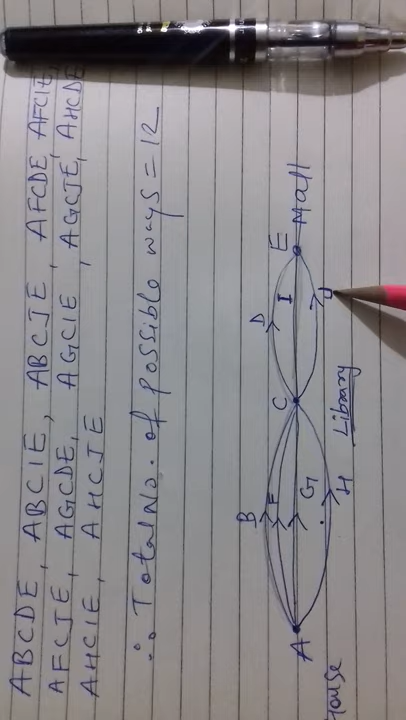 ABCDE, ABCIE, ABCJE, AFCDE, AFCIE,
AFCJE, AGCDE, AGCIE, AGCJE, AHCDE
AHCIE, AHCJE
∴ Total No. of possible ways = 12
B
F
G
H
A
House
C
Library
D
I
J
E
Mall